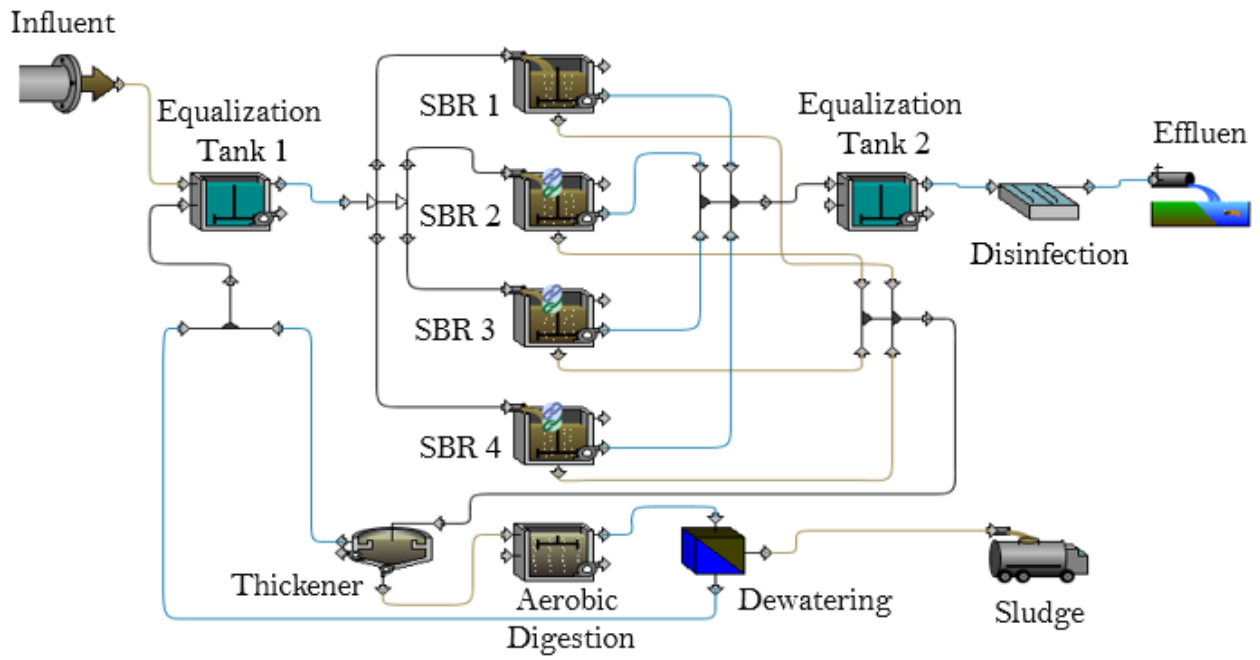 Influent
Equalization
Tank 1
SBR 1
SBR 2
SBR 3
SBR 4
Equalization
Tank 2
Effluen
Disinfection
Thickener
Aerobic
Digestion
Dewatering
Sludge